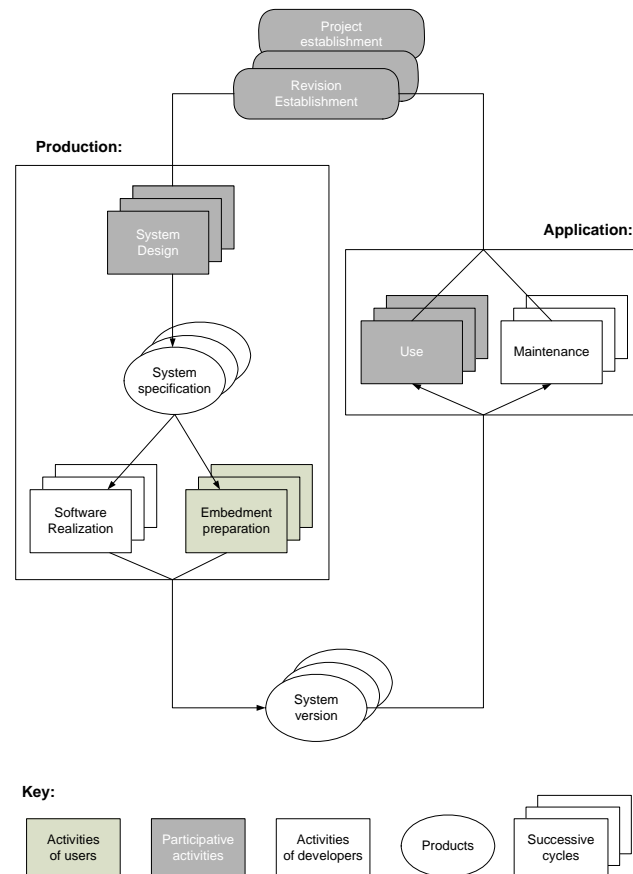 Project
establishment
Revision
Establishment
Production:
System
Design
Application:
Use
Maintenance
System
specification
Software
Realization
Embedment
preparation
System
version
Key:
Activities
of users
Participative
activities
Activities
of developers
Products
Successive
cycles